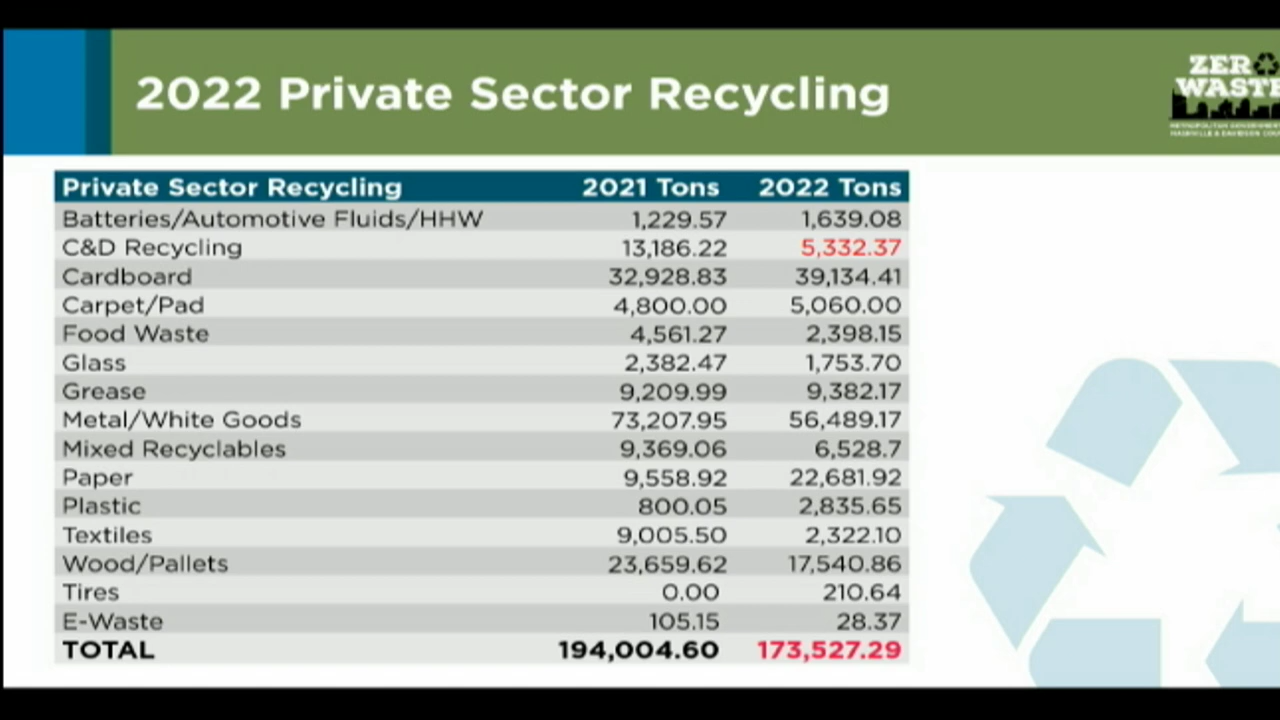 2022 Private Sector Recycling
ZERO
WASTE
Private Sector Recycling 2021 Tons 2022 Tons
Batteries/Automotive Fluids/HHW 1,229.57 1,639.08
C&D Recycling 13,186.22 5,332.37
Cardboard 32,928.83 39,134.41
Carpet/Pad 4,800.00 5,060.00
Food Waste 4,561.27 2,398.15
Glass 2,382.47 1,753.70
Grease 9,209.99 9,382.17
Metal/White Goods 73,207.95 56,489.17
Mixed Recyclables 9,369.06 6,528.7
Paper 9,558.92 22,681.92
Plastic 800.05 2,835.65
Textiles 9,005.50 2,322.10
Wood/Pallets 23,659.62 17,540.86
Tires 0.00 210.64
E-Waste 105.15 28.37
TOTAL 194,004.60 173,527.29